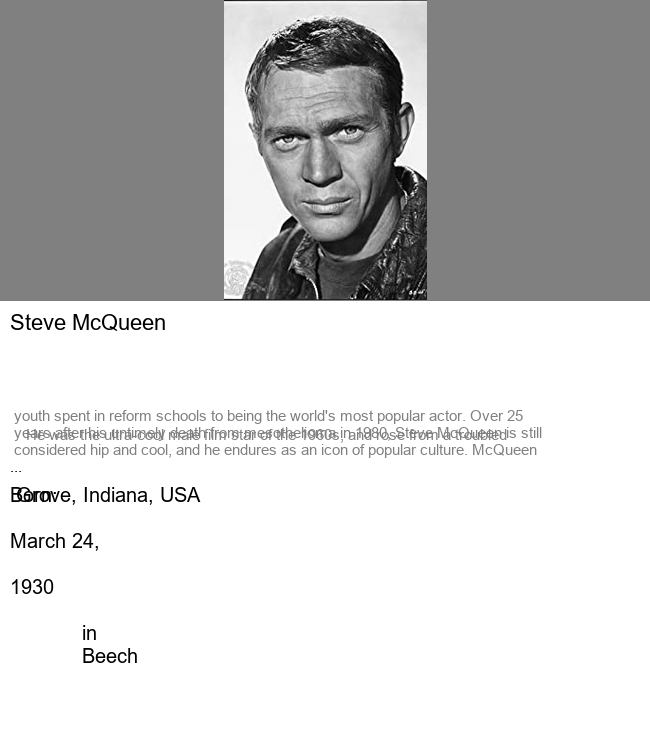 Steve McQueen
He was the ultra-cool male film star of the 1960s, and rose from a troubled
youth spent in reform schools to being the world's most popular actor. Over 25
years after his untimely death from mesothelioma in 1980, Steve McQueen is still
considered hip and cool, and he endures as an icon of popular culture. McQueen
...
Born:
Grove, Indiana, USA
March 24,
1930
in
Beech